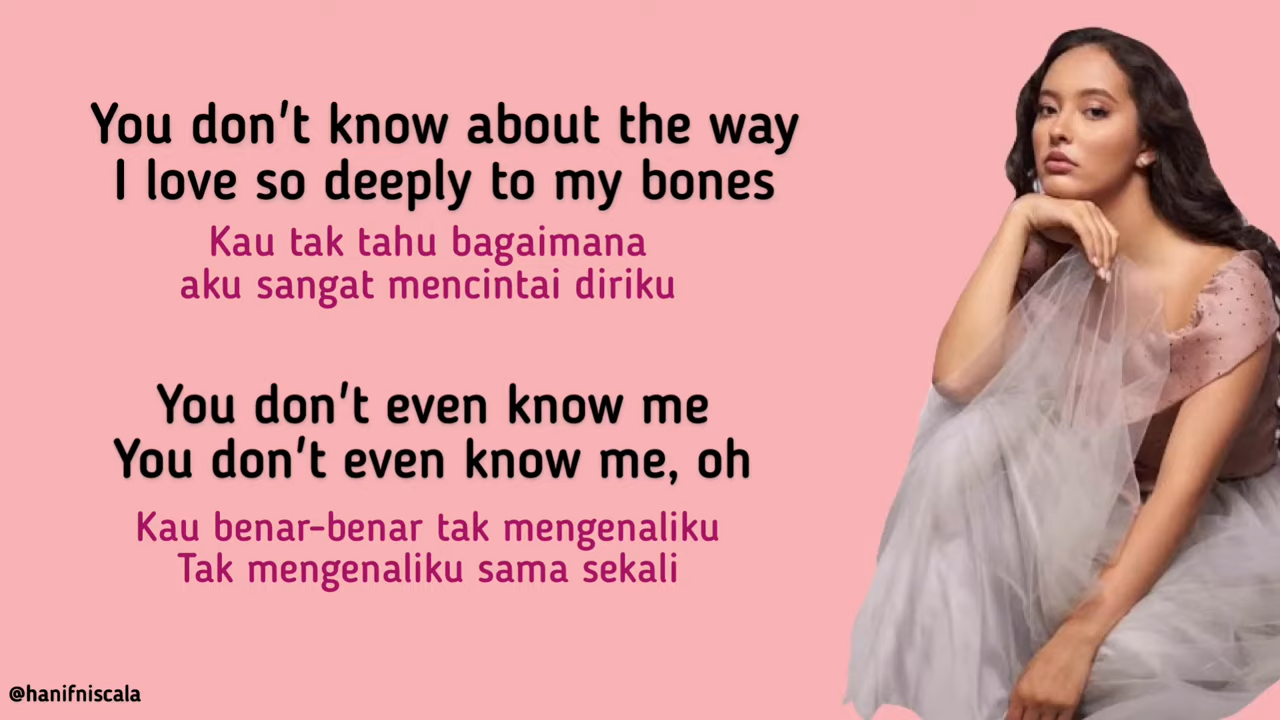 You don't know about the way
I love so deeply to my bones
Kau tak tahu bagaimana
aku sangat mencintai diriku
You don't even know me
You don't even know me, oh
Kau benar-benar tak mengenaliku
Tak mengenaliku sama sekali
@hanifniscala